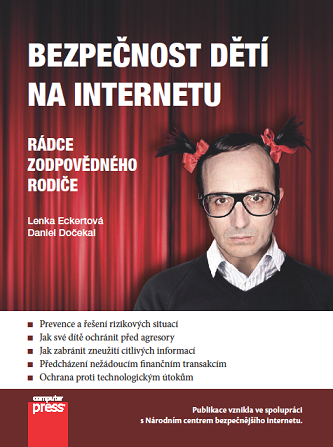 BEZPEČNOST DĚTÍ
NA INTERNETU
RÁDCE
ZODPOVĚDNÉHO
RODIČE
Lenka Eckertová
Daniel Dočekal
Prevence a řešení rizikových situací
Jak své dítě ochránit před agresory
Jak zabránit zneužití citlivých informací
Předcházení nežádoucím finančním transakcím
Ochrana proti technologickým útokům
computer
press
Publikace vznikla ve spolupráci
s Národním centrem bezpečnějšího internetu.